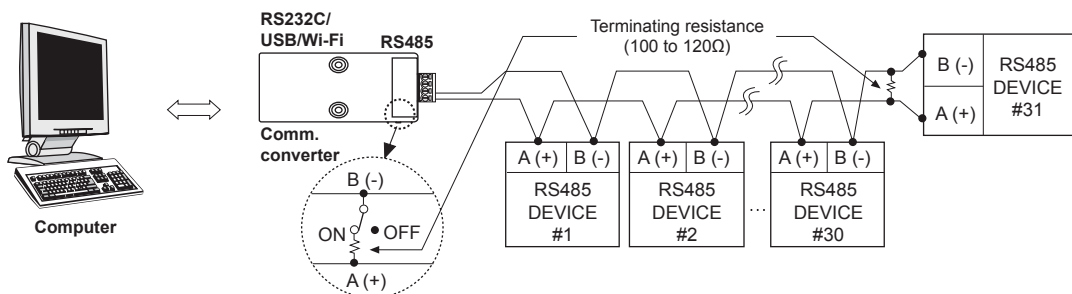 RS232C/
USB/Wi-Fi
RS485
Terminating resistance
(100 to 120Ω)
B (-)
A (+)
RS485
DEVICE
#31
Comm.
converter
Computer
B (-)
ON
OFF
A (+)
A (+) B (-)
RS485
DEVICE
#1
A (+) B (-)
RS485
DEVICE
#2
...
A (+) B (-)
RS485
DEVICE
#30